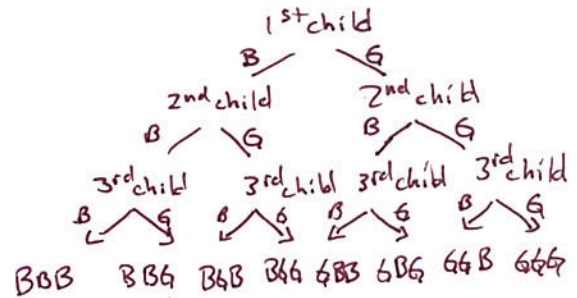 1st child
B G
2nd child 2nd child
B G B G
3rd child 3rd child 3rd child 3rd child
B G B G B G B G
BBB BBG BGB BGG GBB GBG GGB GGG